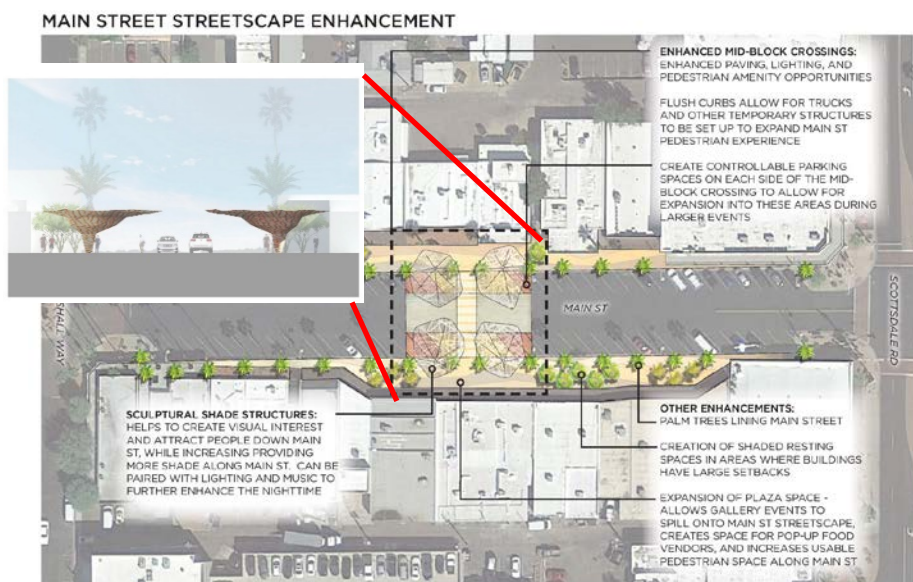 MAIN STREET STREETSCAPE ENHANCEMENT
ENHANCED MID-BLOCK CROSSINGS:
ENHANCED PAVING, LIGHTING, AND
PEDESTRIAN AMENITY OPPORTUNITIES
FLUSH CURBS ALLOW FOR TRUCKS
AND OTHER TEMPORARY STRUCTURES
TO BE SET UP TO EXPAND MAIN ST
PEDESTRIAN EXPERIENCE
CREATE CONTROLLABLE PARKING
SPACES ON EACH SIDE OF THE MID-
BLOCK CROSSING TO ALLOW FOR
EXPANSION INTO THESE AREAS DURING
LARGER EVENTS
MAIN ST
SHALL WAY
SCOTTSDALE RD
SCULPTURAL SHADE STRUCTURES:
HELPS TO CREATE VISUAL INTEREST
AND ATTRACT PEOPLE DOWN MAIN
ST, WHILE INCREASING PROVIDING
MORE SHADE ALONG MAIN ST. CAN BE
PAIRED WITH LIGHTING AND MUSIC TO
FURTHER ENHANCE THE NIGHTTIME
OTHER ENHANCEMENTS:
PALM TREES LINING MAIN STREET
CREATION OF SHADED RESTING
SPACES IN AREAS WHERE BUILDINGS
HAVE LARGE SETBACKS
EXPANSION OF PLAZA SPACE -
ALLOWS GALLERY EVENTS TO
SPILL ONTO MAIN ST STREETSCAPE,
CREATES SPACE FOR POP-UP FOOD
VENDORS, AND INCREASES USABLE
PEDESTRIAN SPACE ALONG MAIN ST